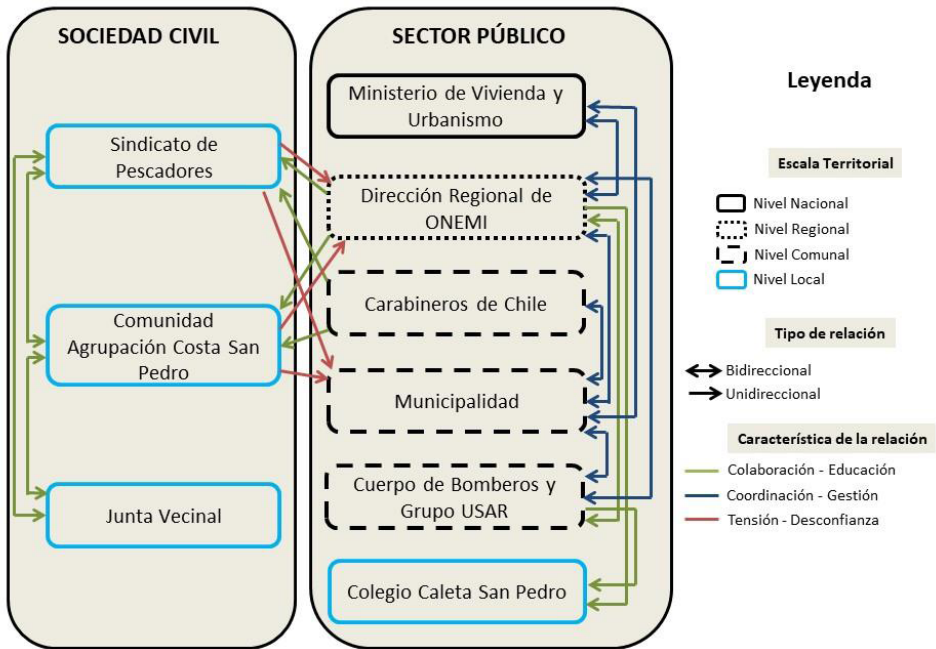 SOCIEDAD CIVIL
Sindicato de
Pescadores
Comunidad
Agrupación Costa San
Pedro
Junta Vecinal
SECTOR PÚBLICO
Ministerio de Vivienda y
Urbanismo
Dirección Regional de
ONEMI
Carabineros de Chile
Municipalidad
Cuerpo de Bomberos y
Grupo USAR
Colegio Caleta San Pedro
Leyenda
Escala Territorial
Nivel Nacional
Nivel Regional
Nivel Comunal
Nivel Local
Tipo de relación
Bidireccional
Unidireccional
Característica de la relación
Colaboración - Educación
Coordinación - Gestión
Tensión - Desconfianza